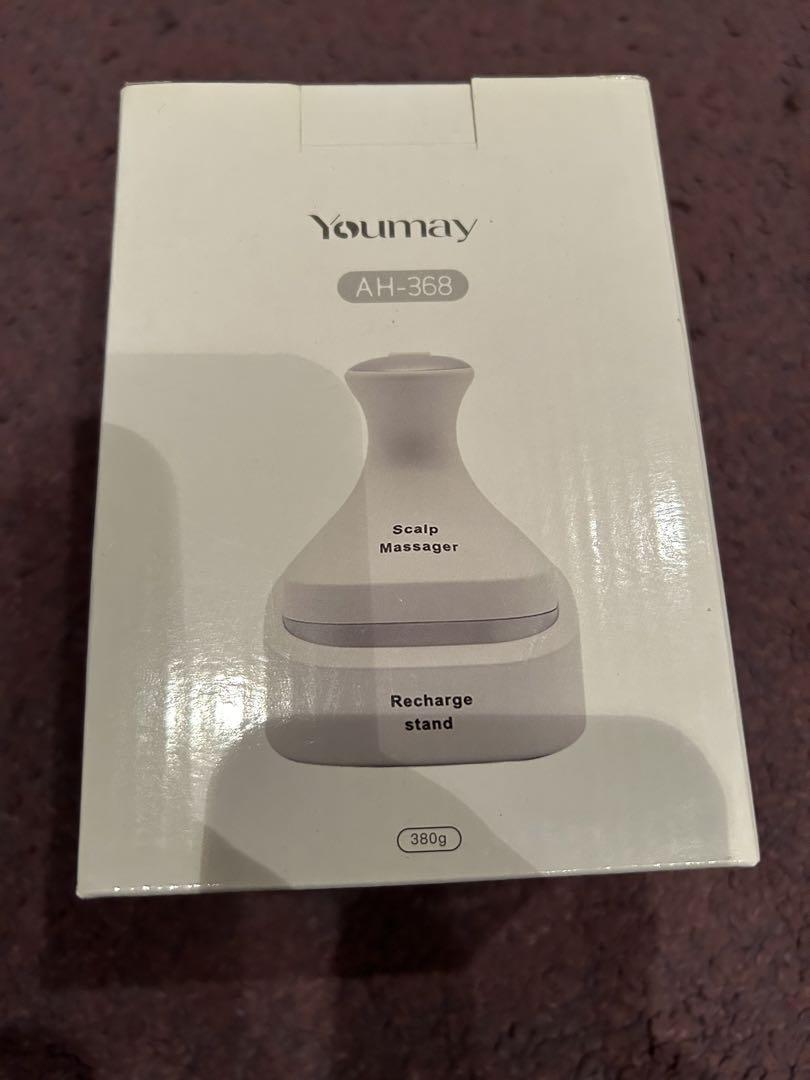 Youmay
AH-368
Scalp
Massager
Recharge
stand
380g